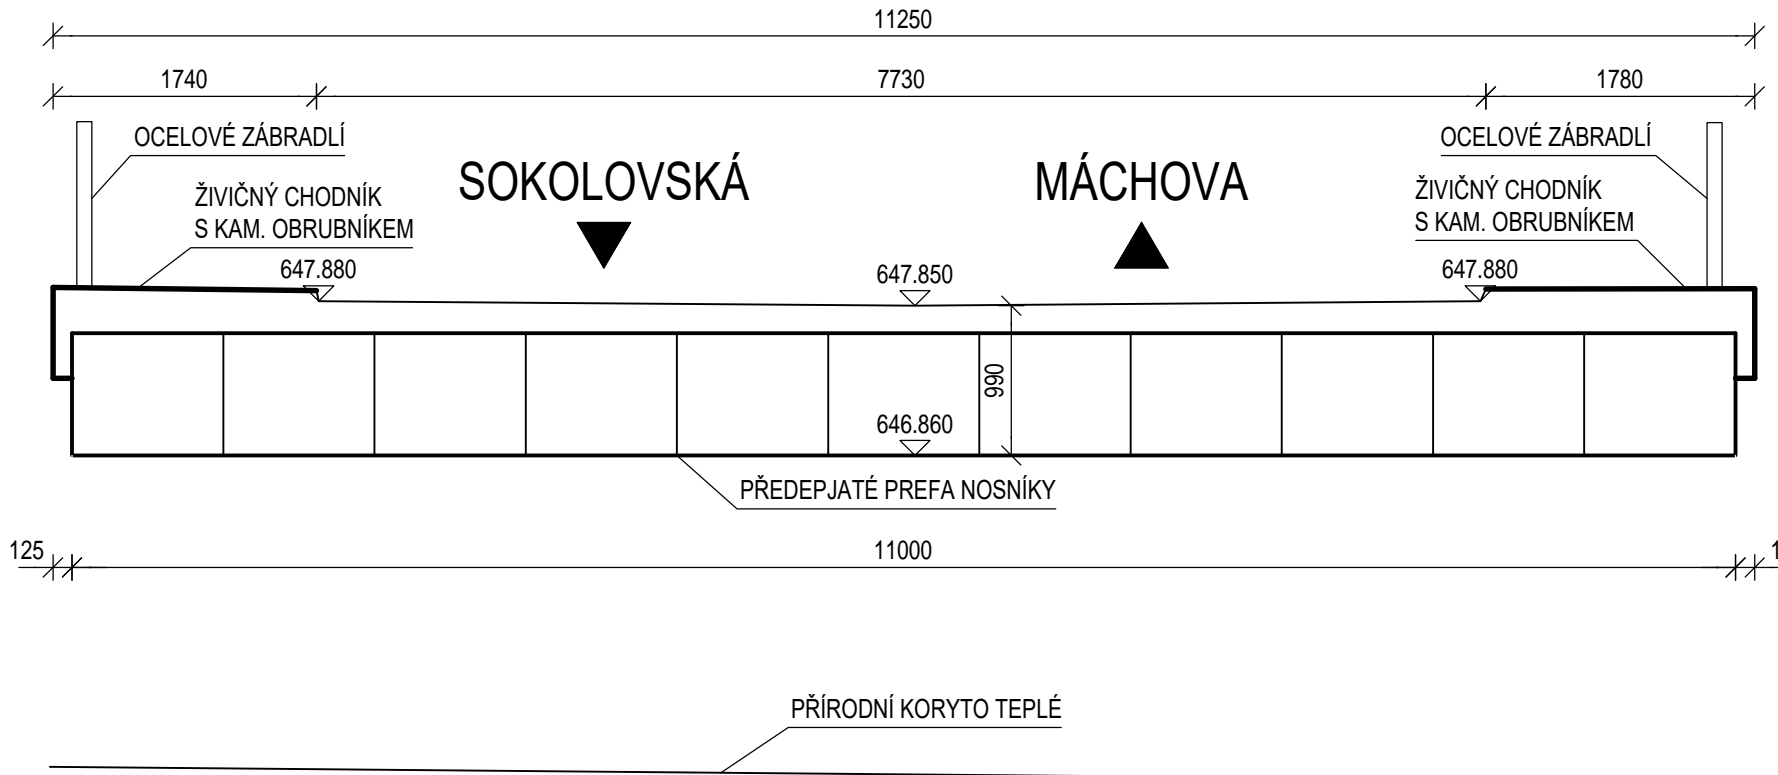 11250
1740
7730
1780
OCELOVÉ ZÁBRADLÍ
OCELOVÉ ZÁBRADLÍ
SOKOLOVSKÁ
MÁCHOVA
ŽIVIČNÝ CHODNÍK
S KAM. OBRUBNÍKEM
ŽIVIČNÝ CHODNÍK
S KAM. OBRUBNÍKEM
647.880
647.850
647.880
990
646.860
PŘEDEPJATÉ PREFA NOSNÍKY
125
11000
1
PŘÍRODNÍ KORYTO TEPLÉ